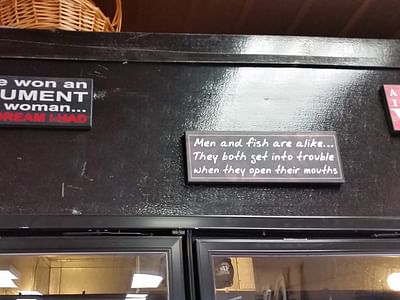 e won an
UMENT
woman...
DREAM I HAD
Men and fish are alike...
They both get into trouble
when they open their mouths
A